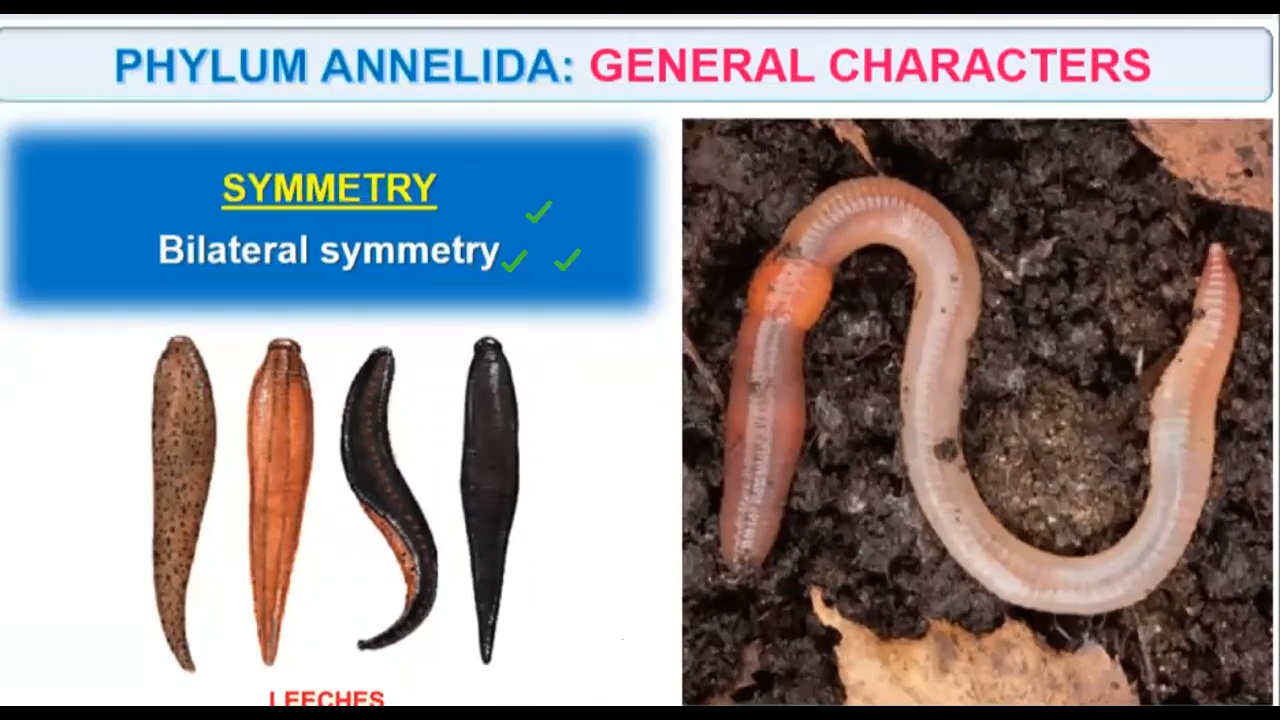 PHYLUM ANNELIDA: GENERAL CHARACTERS
SYMMETRY
Bilateral symmetry
LEECHES